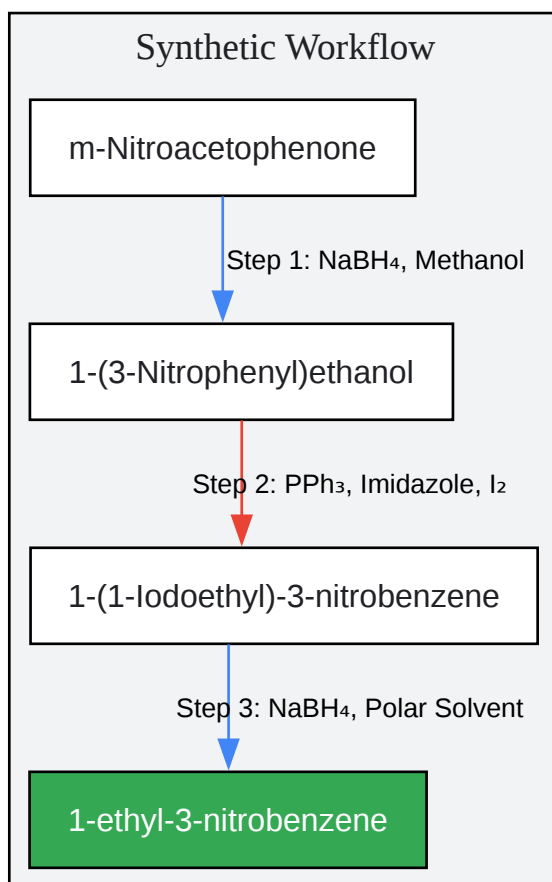 Synthetic Workflow
m-Nitroacetophenone
Step 1: NaBH₄, Methanol
1-(3-Nitrophenyl)ethanol
Step 2: PPh₃, Imidazole, I₂
1-(1-Iodoethyl)-3-nitrobenzene
Step 3: NaBH₄, Polar Solvent
1-ethyl-3-nitrobenzene